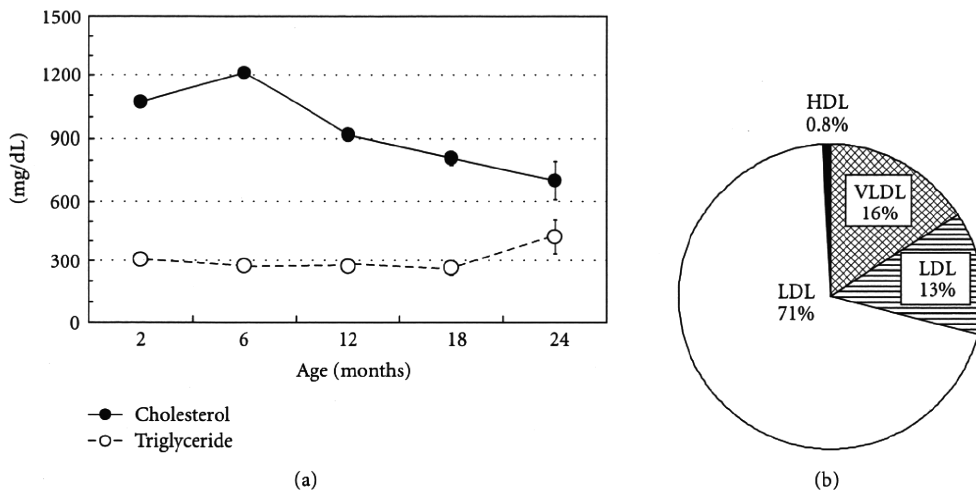 1500
1200
900
600
300
0
(mg/dL)
2 6 12 18 24
Age (months)
Cholesterol
Triglyceride
(a)
HDL
0.8%
VLDL
16%
LDL
13%
LDL
71%
(b)